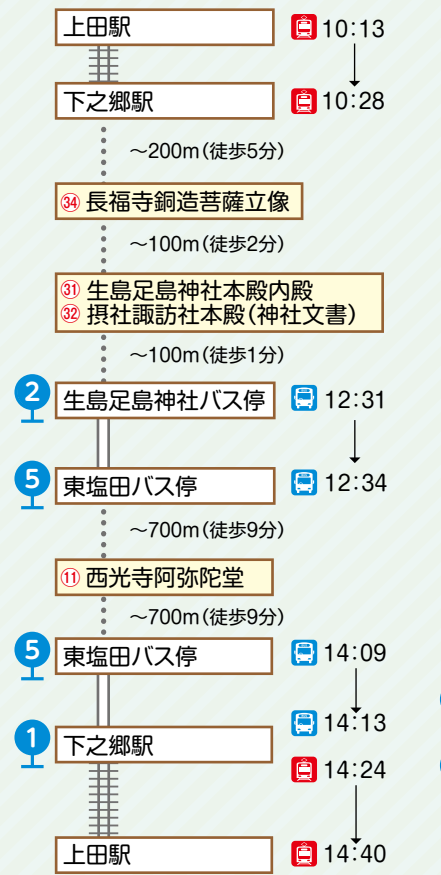 上田駅 10:13
下之郷駅 10:28
～200m(徒歩5分)
㉞ 長福寺銅造菩薩立像
～100m(徒歩2分)
㉛ 生島足島神社本殿内殿
㉜ 摂社諏訪社本殿(神社文書)
～100m(徒歩1分)
2 生島足島神社バス停 12:31
5 東塩田バス停 12:34
～700m(徒歩9分)
⑪ 西光寺阿弥陀堂
～700m(徒歩9分)
5 東塩田バス停 14:09
14:13
1 下之郷駅
14:24
上田駅 14:40